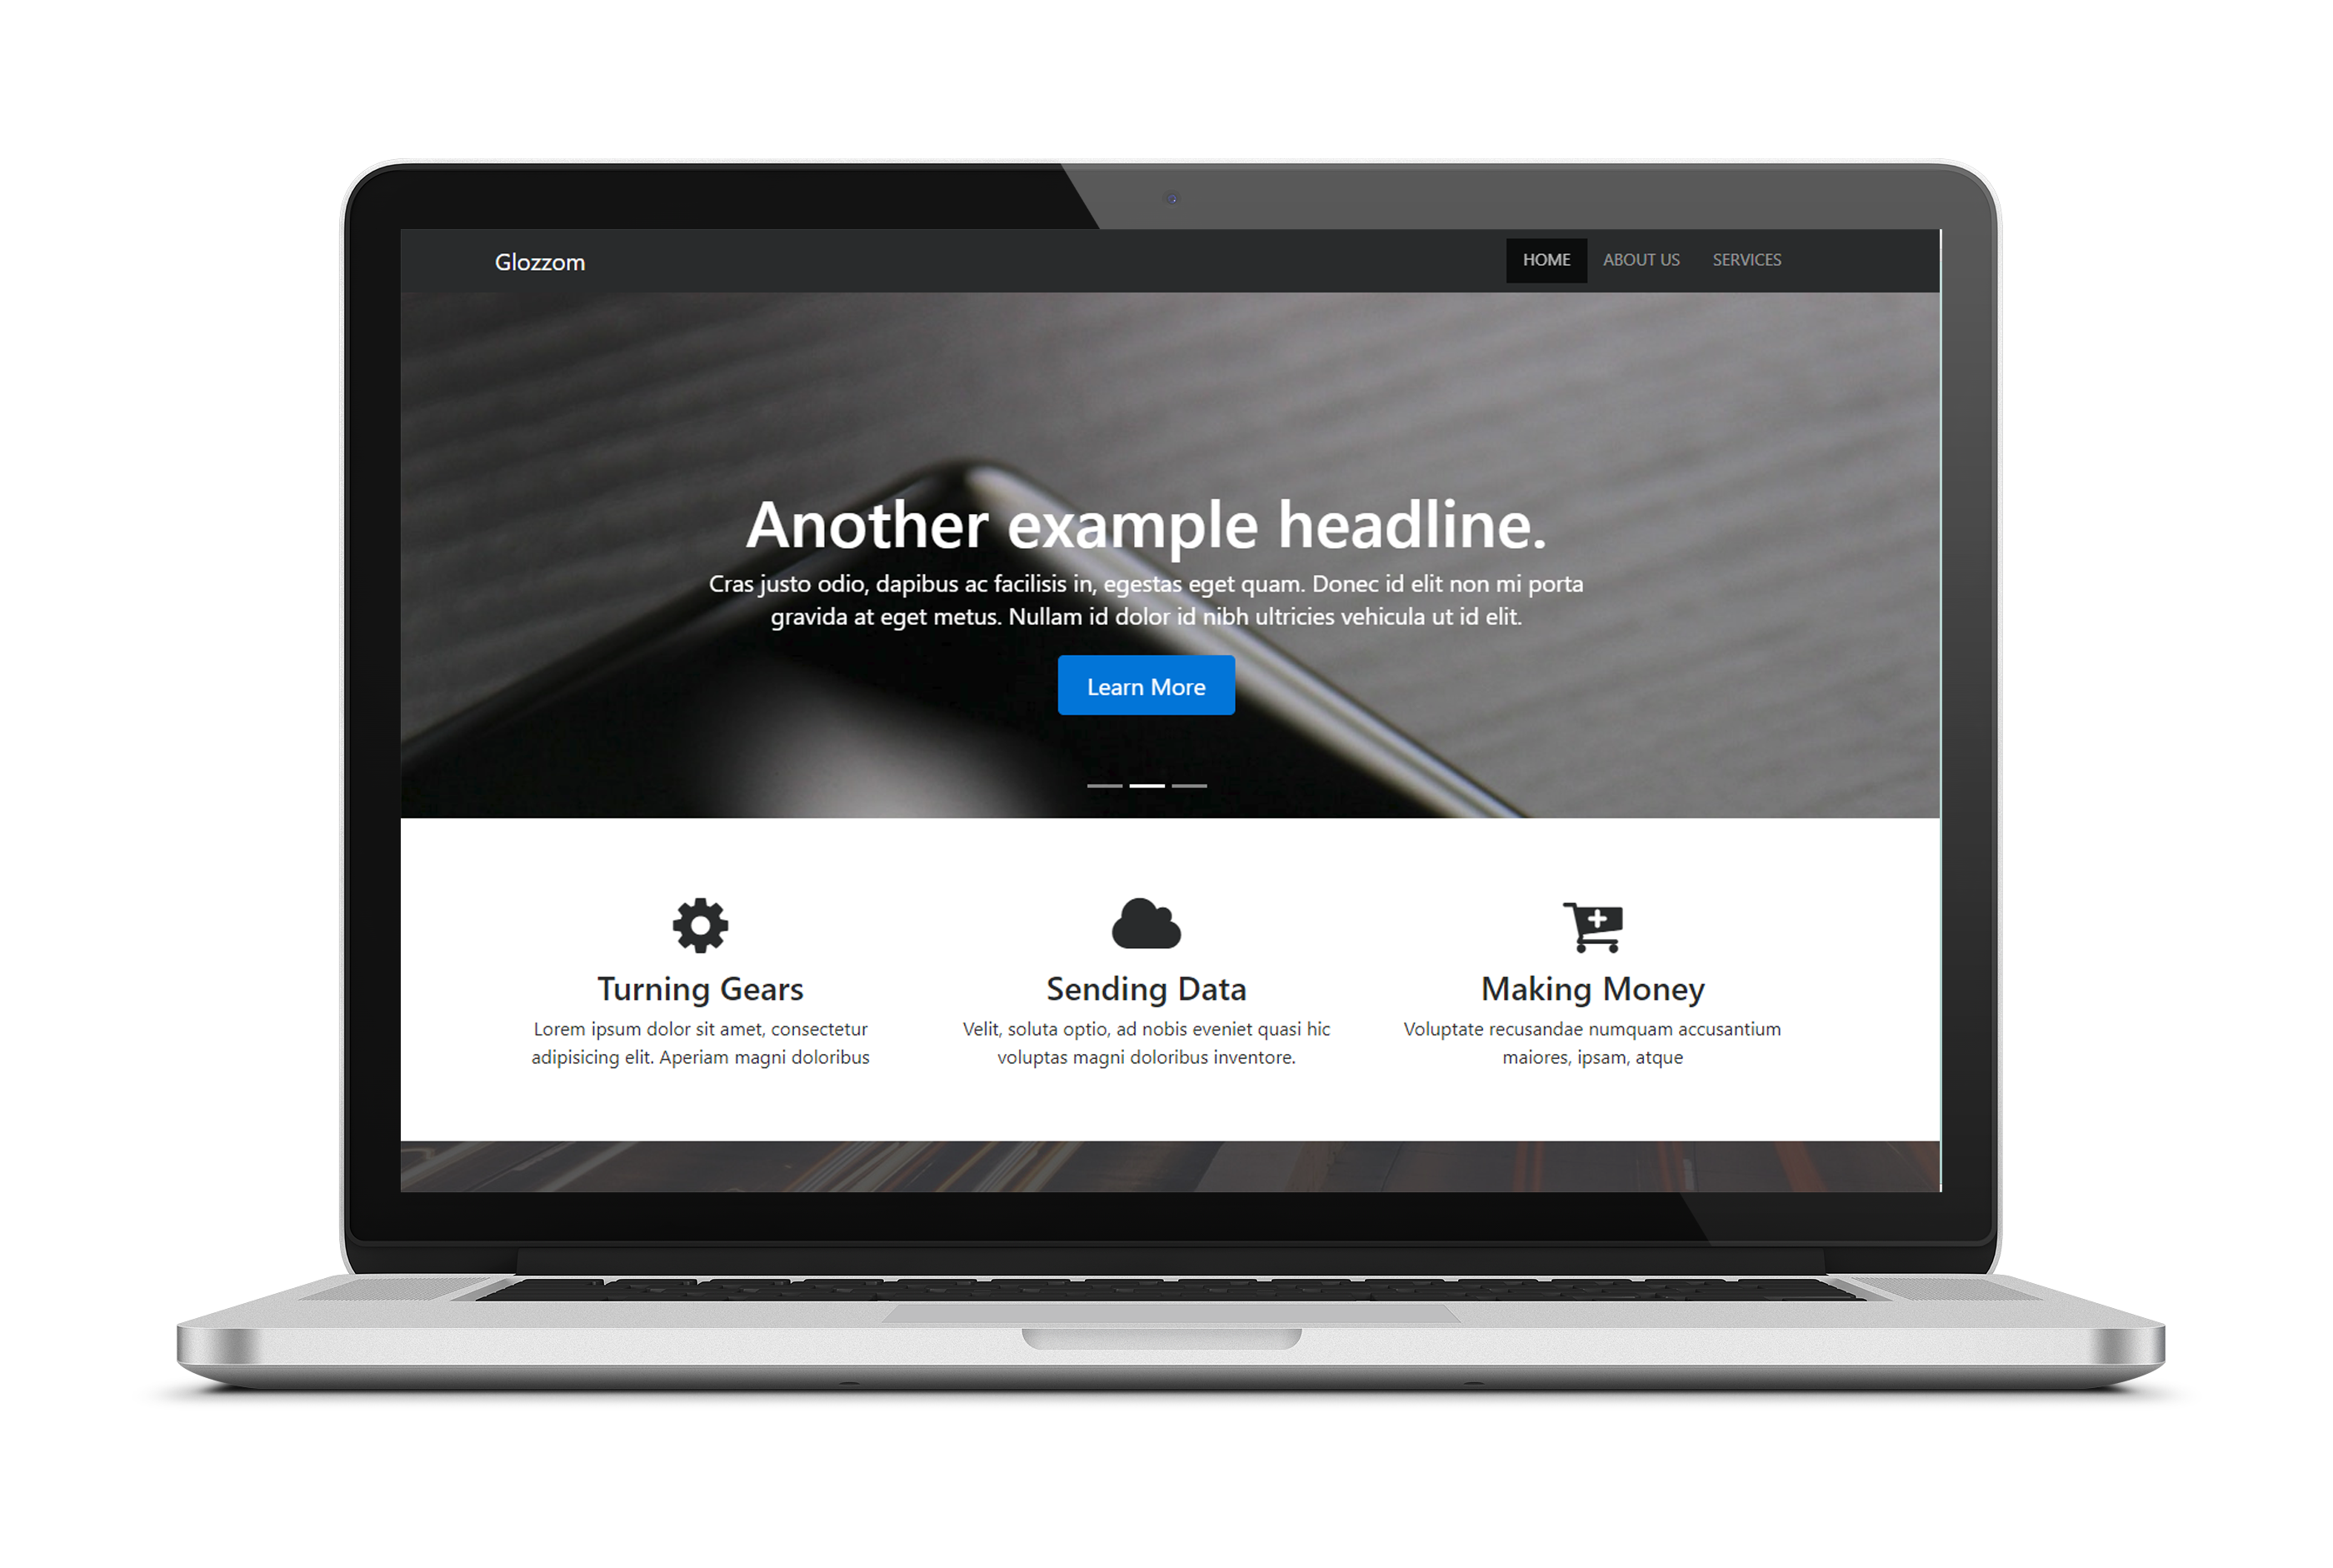 Glozzom
HOME ABOUT US SERVICES
Another example headline.
Cras justo odio, dapibus ac facilisis in, egestas eget quam. Donec id elit non mi porta
gravida at eget metus. Nullam id dolor id nibh ultricies vehicula ut id elit.
Learn More
Turning Gears
Lorem ipsum dolor sit amet, consectetur
adipisicing elit. Aperiam magni doloribus
Sending Data
Velit, soluta optio, ad nobis eveniet quasi hic
voluptas magni doloribus inventore.
Making Money
Voluptate recusandae numquam accusantium
maiores, ipsam, atque